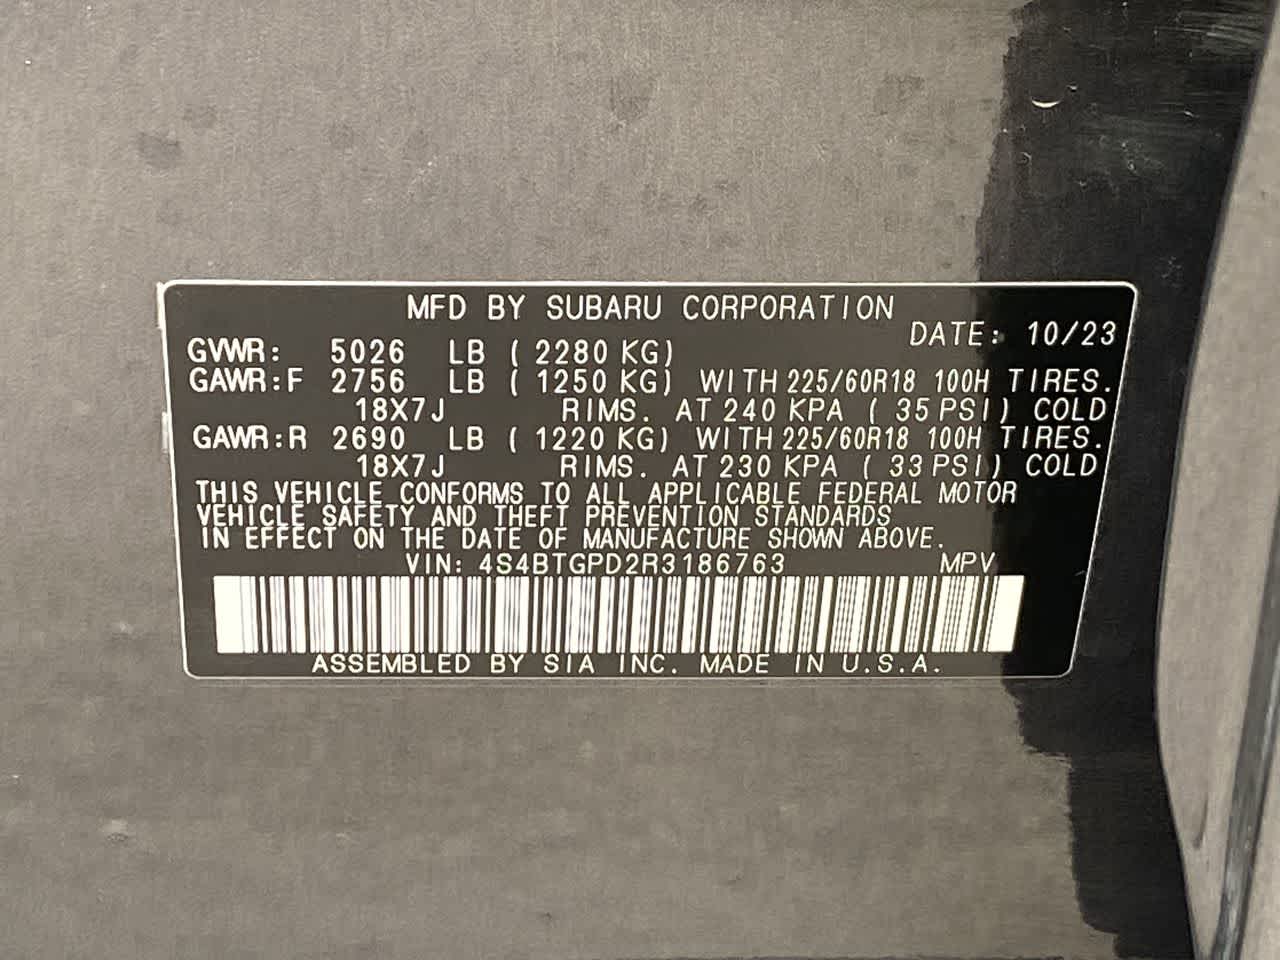 MFD BY SUBARU CORPORATION
DATE: 10/23
GVWR: 5026 LB ( 2280 KG)
GAWR:F 2756 LB ( 1250 KG) WITH 225/60R18 100H TIRES.
18X7J RIMS. AT 240 KPA ( 35 PSI) COLD
GAWR:R 2690 LB ( 1220 KG) WITH 225/60R18 100H TIRES.
18X7J RIMS. AT 230 KPA ( 33 PSI) COLD
THIS VEHICLE CONFORMS TO ALL APPLICABLE FEDERAL MOTOR
VEHICLE SAFETY AND THEFT PREVENTION STANDARDS
IN EFFECT ON THE DATE OF MANUFACTURE SHOWN ABOVE.
VIN: 4S4BTGPD2R3186763 MPV
ASSEMBLED BY SIA INC. MADE IN U.S.A.